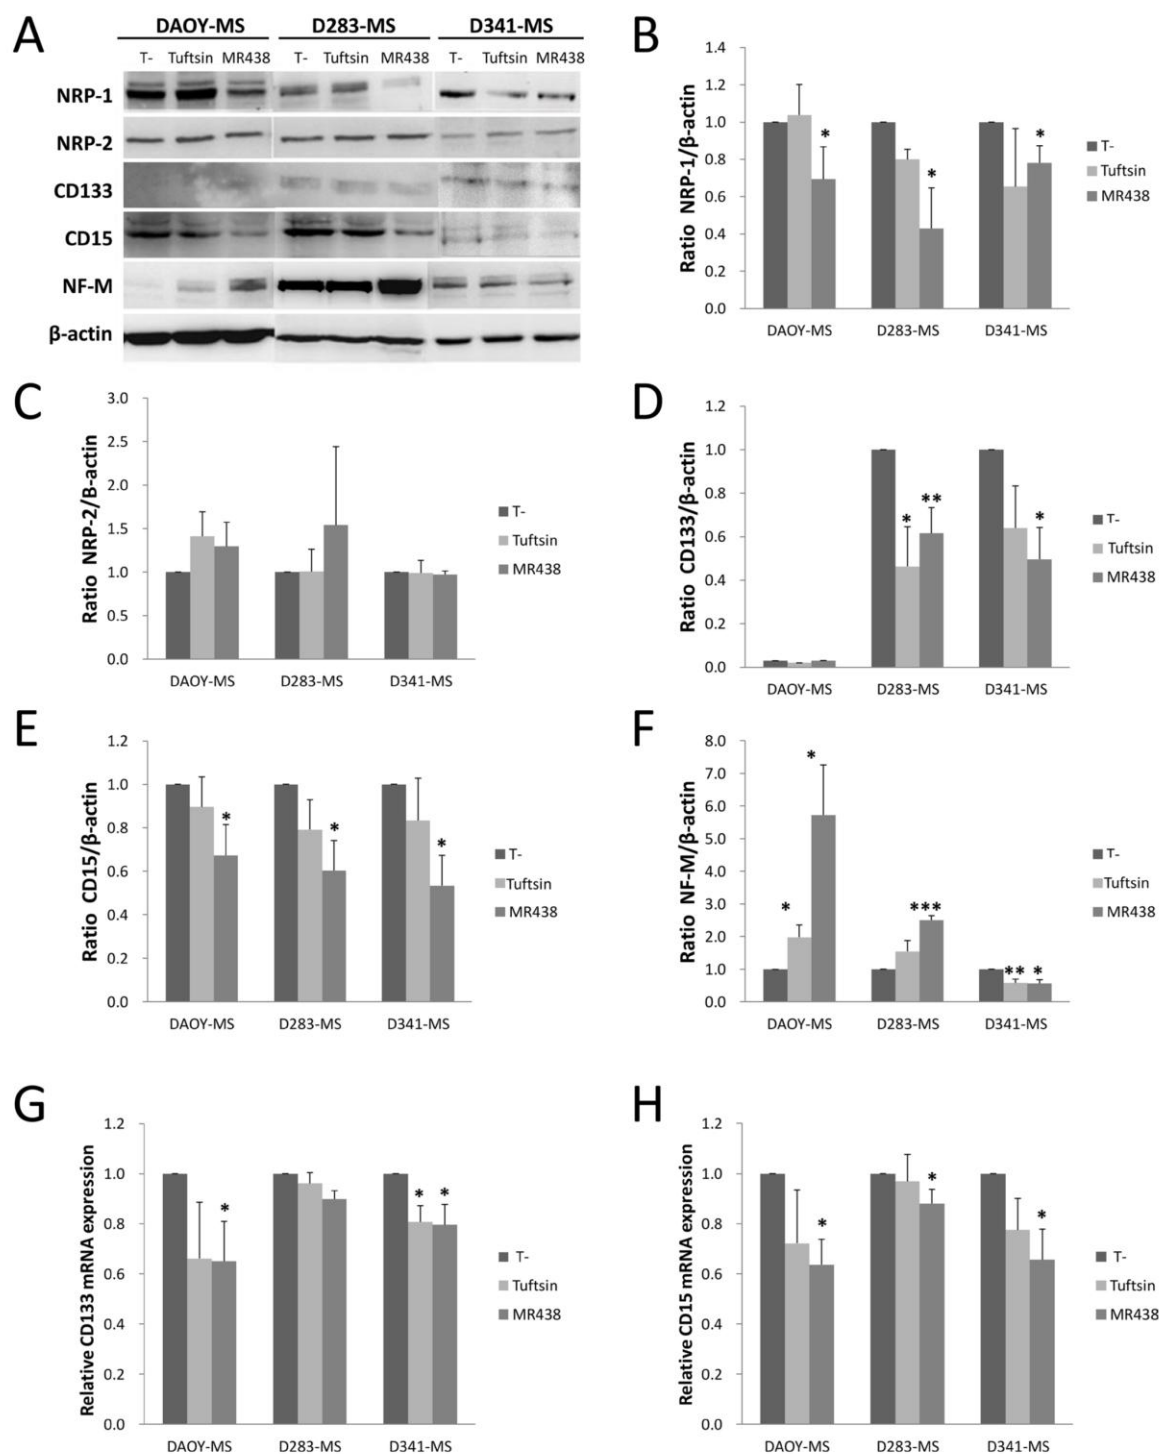 A
DAOY-MS D283-MS D341-MS
T- Tuftsin MR438 T- Tuftsin MR438 T- Tuftsin MR438
NRP-1
NRP-2
CD133
CD15
NF-M
β-actin
B
Ratio NRP-1/β-actin
1.4
1.2
1.0
0.8
0.6
0.4
0.2
0.0
* * *
DAOY-MS D283-MS D341-MS
T-
Tuftsin
MR438
C
Ratio NRP-2/B-actin
3.0
2.5
2.0
1.5
1.0
0.5
0.0
DAOY-MS D283-MS D341-MS
T-
Tuftsin
MR438
D
Ratio CD133/β-actin
1.2
1.0
0.8
0.6
0.4
0.2
0.0
* ** *
DAOY-MS D283-MS D341-MS
T-
Tuftsin
MR438
E
Ratio CD15/β-actin
1.2
1.0
0.8
0.6
0.4
0.2
0.0
* * *
DAOY-MS D283-MS D341-MS
T-
Tuftsin
MR438
F
Ratio NF-M/β-actin
8.0
7.0
6.0
5.0
4.0
3.0
2.0
1.0
0.0
* * *** ** *
DAOY-MS D283-MS D341-MS
T-
Tuftsin
MR438
G
Relative CD133 mRNA expression
1.2
1.0
0.8
0.6
0.4
0.2
0.0
* * *
DAOY-MS D283-MS D341-MS
T-
Tuftsin
MR438
H
Relative CD15 mRNA expression
1.2
1.0
0.8
0.6
0.4
0.2
0.0
* * *
DAOY-MS D283-MS D341-MS
T-
Tuftsin
MR438